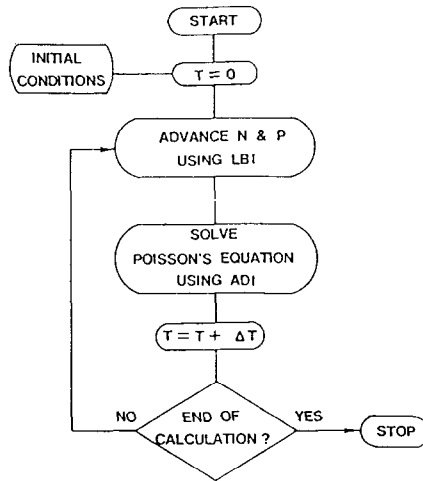 START
INITIAL
CONDITIONS
T = 0
ADVANCE N & P
USING LBI
SOLVE
POISSON'S EQUATION
USING ADI
T = T + ΔT
NO
END OF
CALCULATION ?
YES
STOP